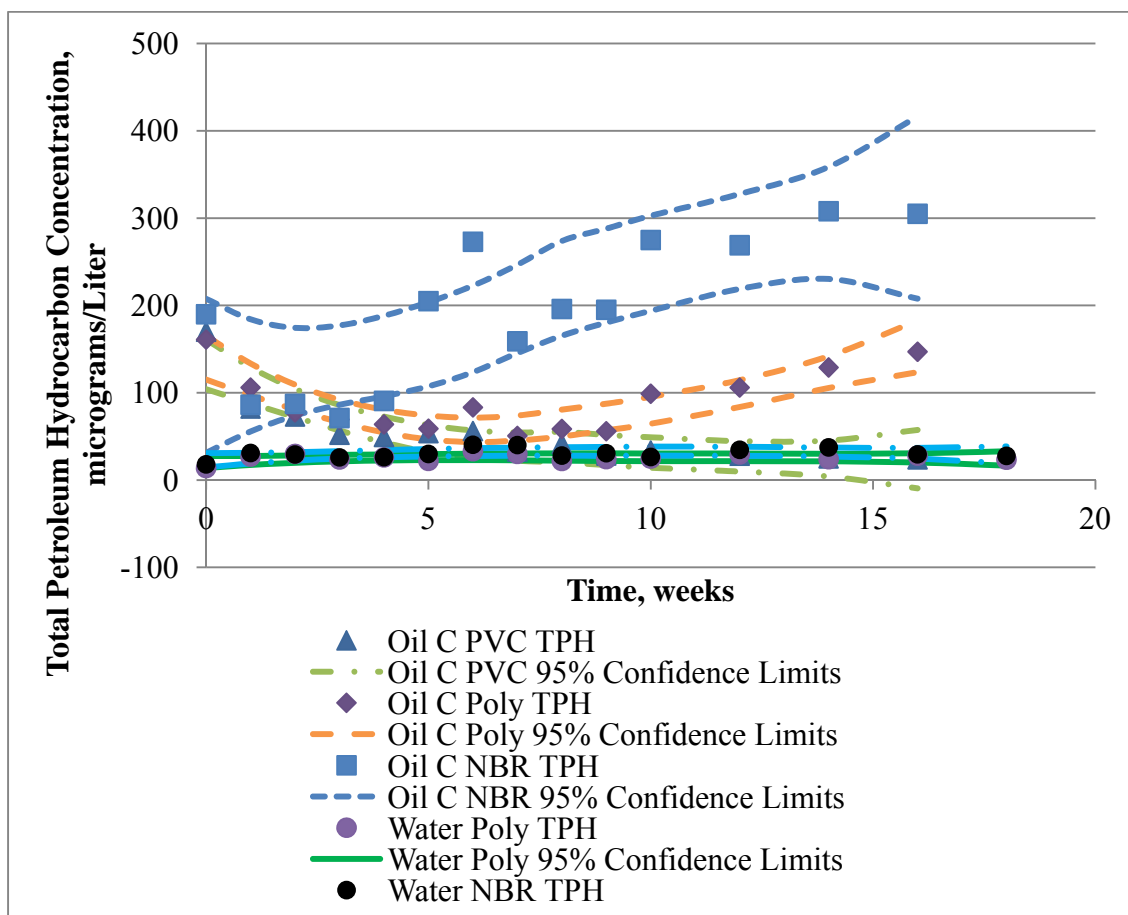 Total Petroleum Hydrocarbon Concentration,
micrograms/Liter
500
400
300
200
100
0
-100
0
5
10
15
20
Time, weeks
Oil C PVC TPH
Oil C PVC 95% Confidence Limits
Oil C Poly TPH
Oil C Poly 95% Confidence Limits
Oil C NBR TPH
Oil C NBR 95% Confidence Limits
Water Poly TPH
Water Poly 95% Confidence Limits
Water NBR TPH